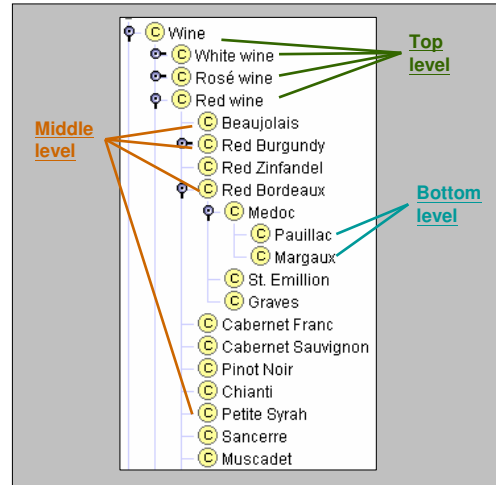 Wine
White wine
Rosé wine
Red wine
Beaujolais
Red Burgundy
Red Zinfandel
Red Bordeaux
Medoc
Pauillac
Margaux
St. Emillion
Graves
Cabernet Franc
Cabernet Sauvignon
Pinot Noir
Chianti
Petite Syrah
Sancerre
Muscadet
Top
level
Middle
level
Bottom
level